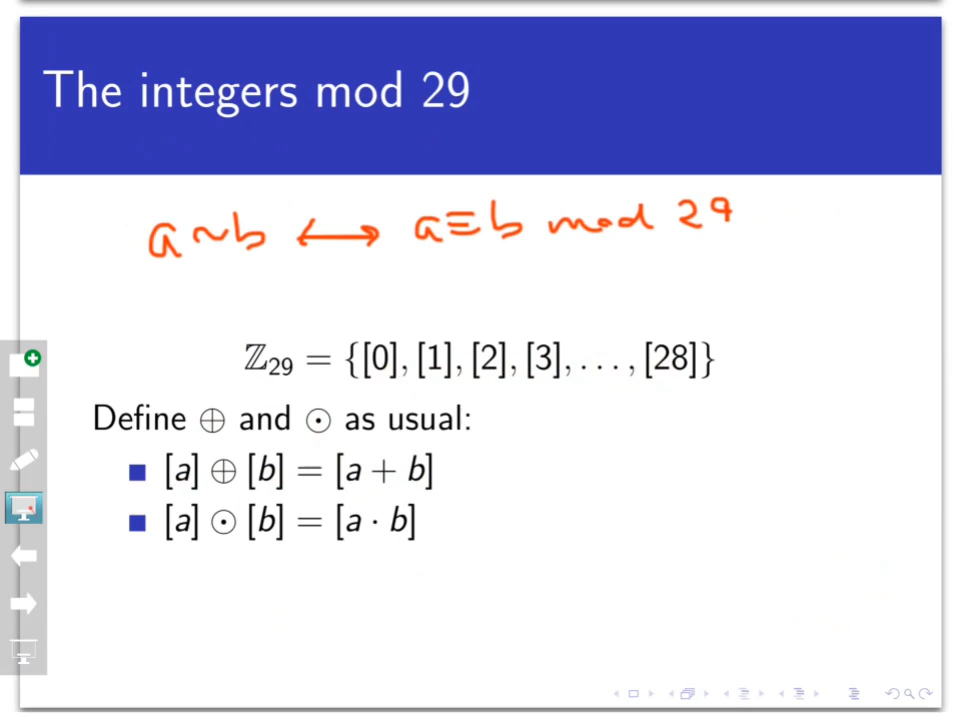 The integers mod 29
a ~ b ⟷ a ≡ b mod 29
ℤ₂₉ = {[0], [1], [2], [3], . . . , [28]}
Define ⊕ and ⊙ as usual:
[a] ⊕ [b] = [a + b]
[a] ⊙ [b] = [a · b]